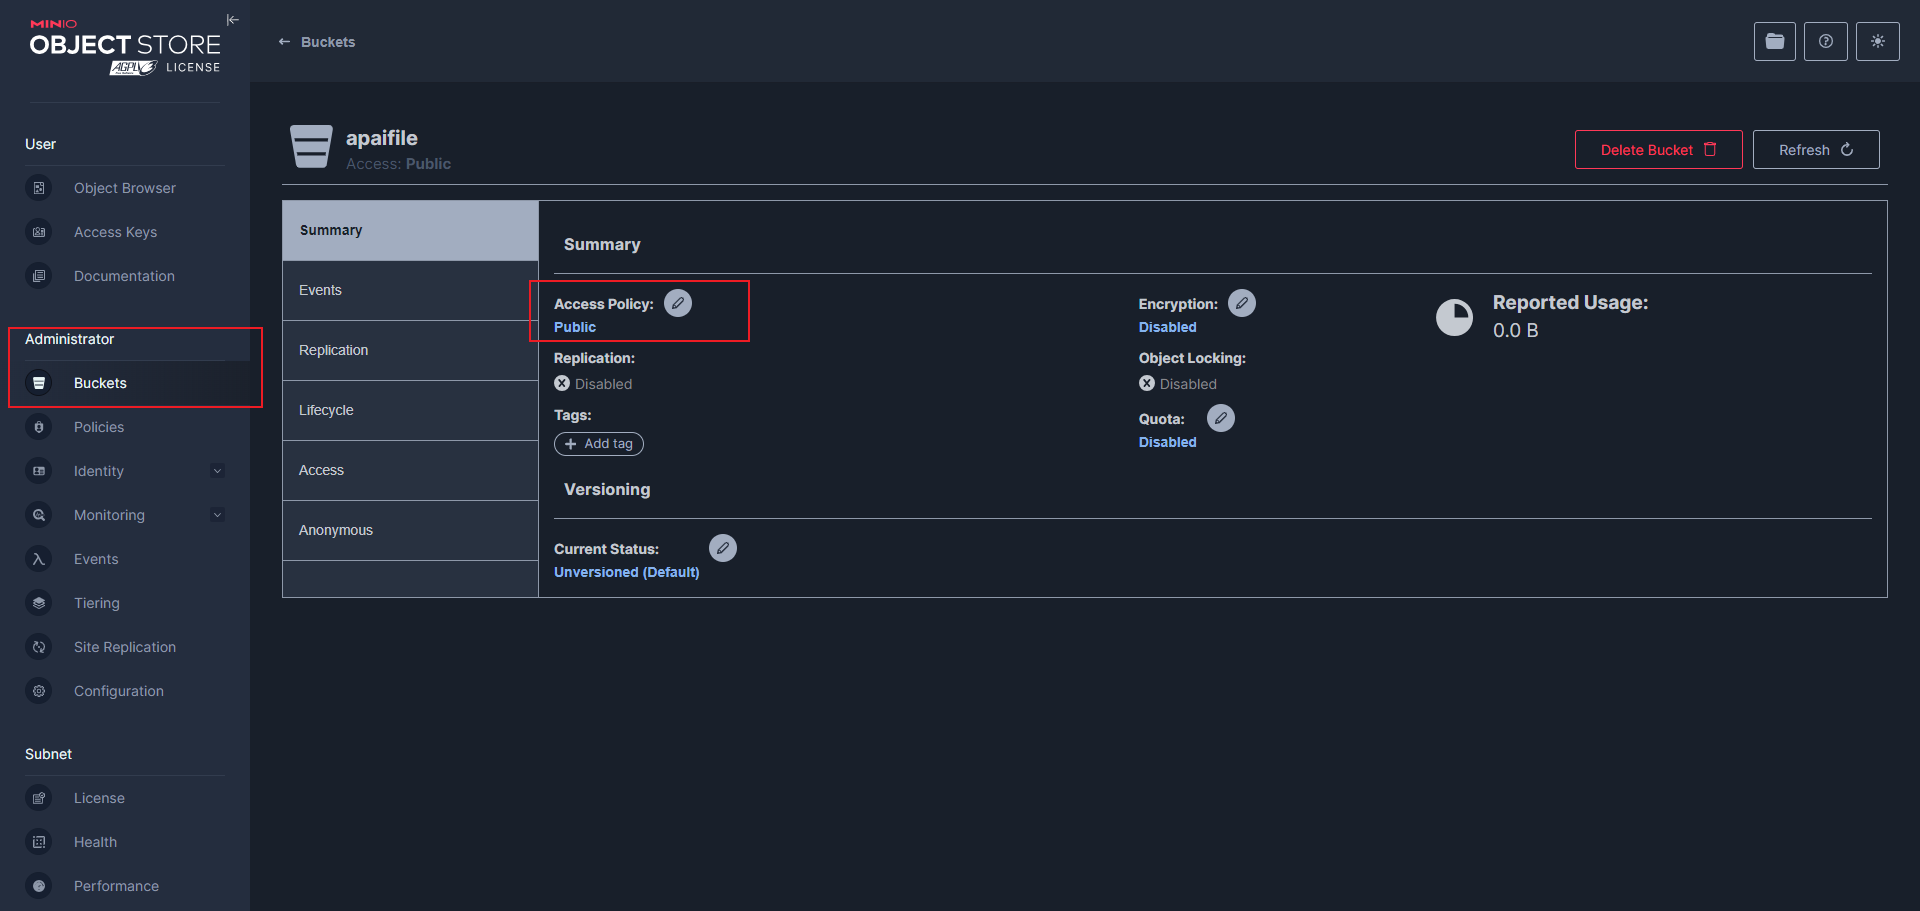 MINIO
OBJECT STORE
AGPL LICENSE
Buckets
User
Object Browser
Access Keys
Documentation
Administrator
Buckets
Policies
Identity
Monitoring
Events
Tiering
Site Replication
Configuration
Subnet
License
Health
Performance
apaifile
Access: Public
Delete Bucket
Refresh
Summary
Events
Replication
Lifecycle
Access
Anonymous
Summary
Access Policy:
Public
Encryption:
Disabled
Reported Usage:
0.0 B
Replication:
Disabled
Object Locking:
Disabled
Tags:
Add tag
Quota:
Disabled
Versioning
Current Status:
Unversioned (Default)